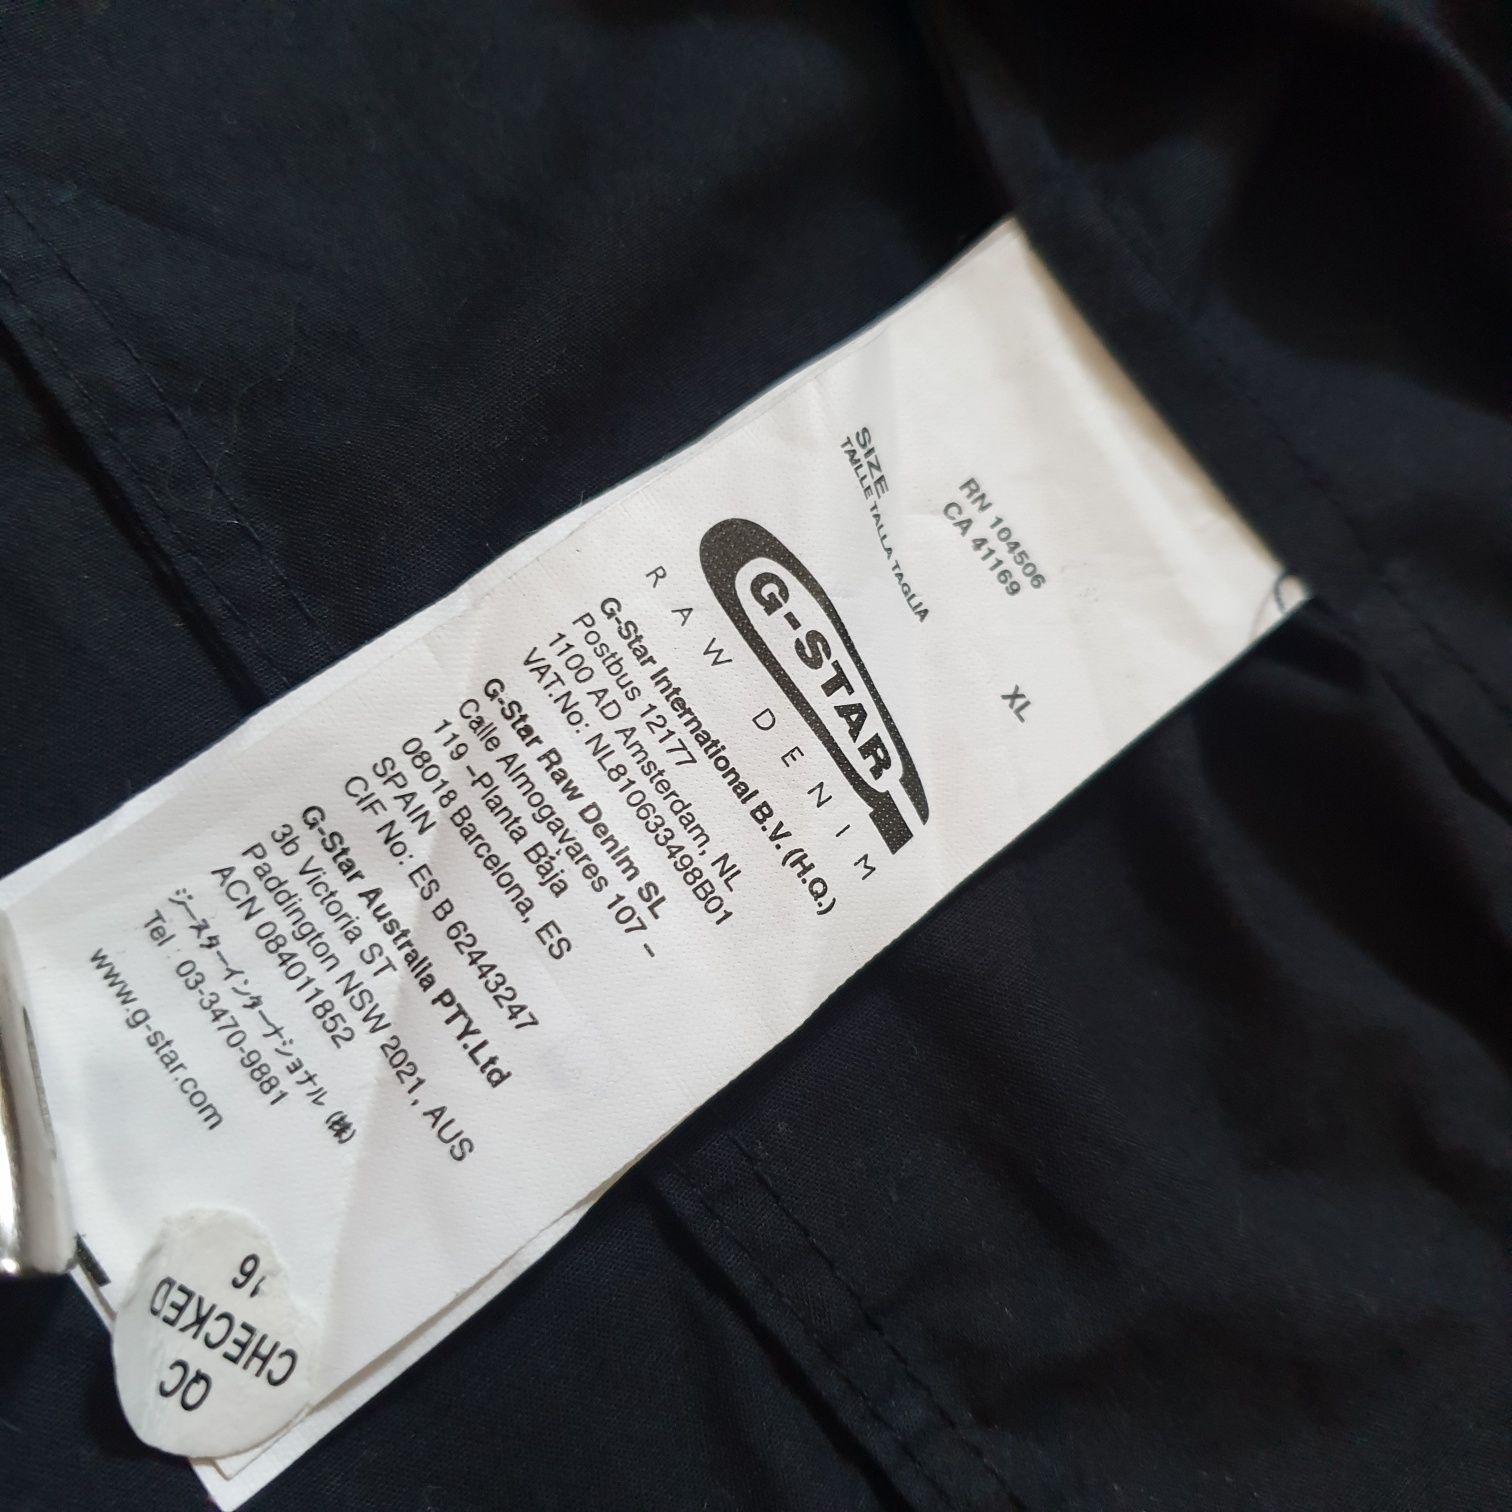 RN 104506
CA 41169
XL
SIZE
TAILLE TALLA TAGLIA
G-STAR
RAW DENIM
G-Star International B.V. (H.Q.)
Postbus 12177
1100 AD Amsterdam, NL
VAT.No: NL810633498B01
G-Star Raw Denim SL
Calle Almogavares 107 -
119 -Planta Bája
08018 Barcelona, ES
SPAIN
CIF No: ES B 62443247
G-Star Australia PTY.Ltd
3b Victoria ST
Paddington NSW 2021, AUS
ACN 084011852
ジースターインターナショナル (株)
Tel : 03-3470-9881
www.g-star.com
QC
CHECKED
16